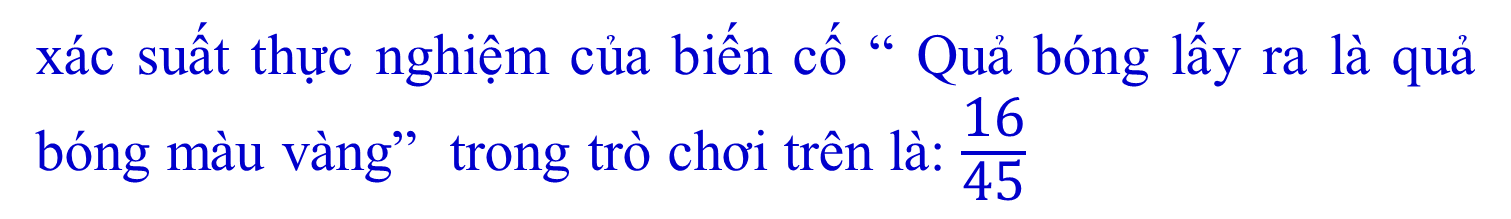 xác suất thực nghiệm của biến cố “ Quả bóng lấy ra là quả
bóng màu vàng” trong trò chơi trên là: 16/45